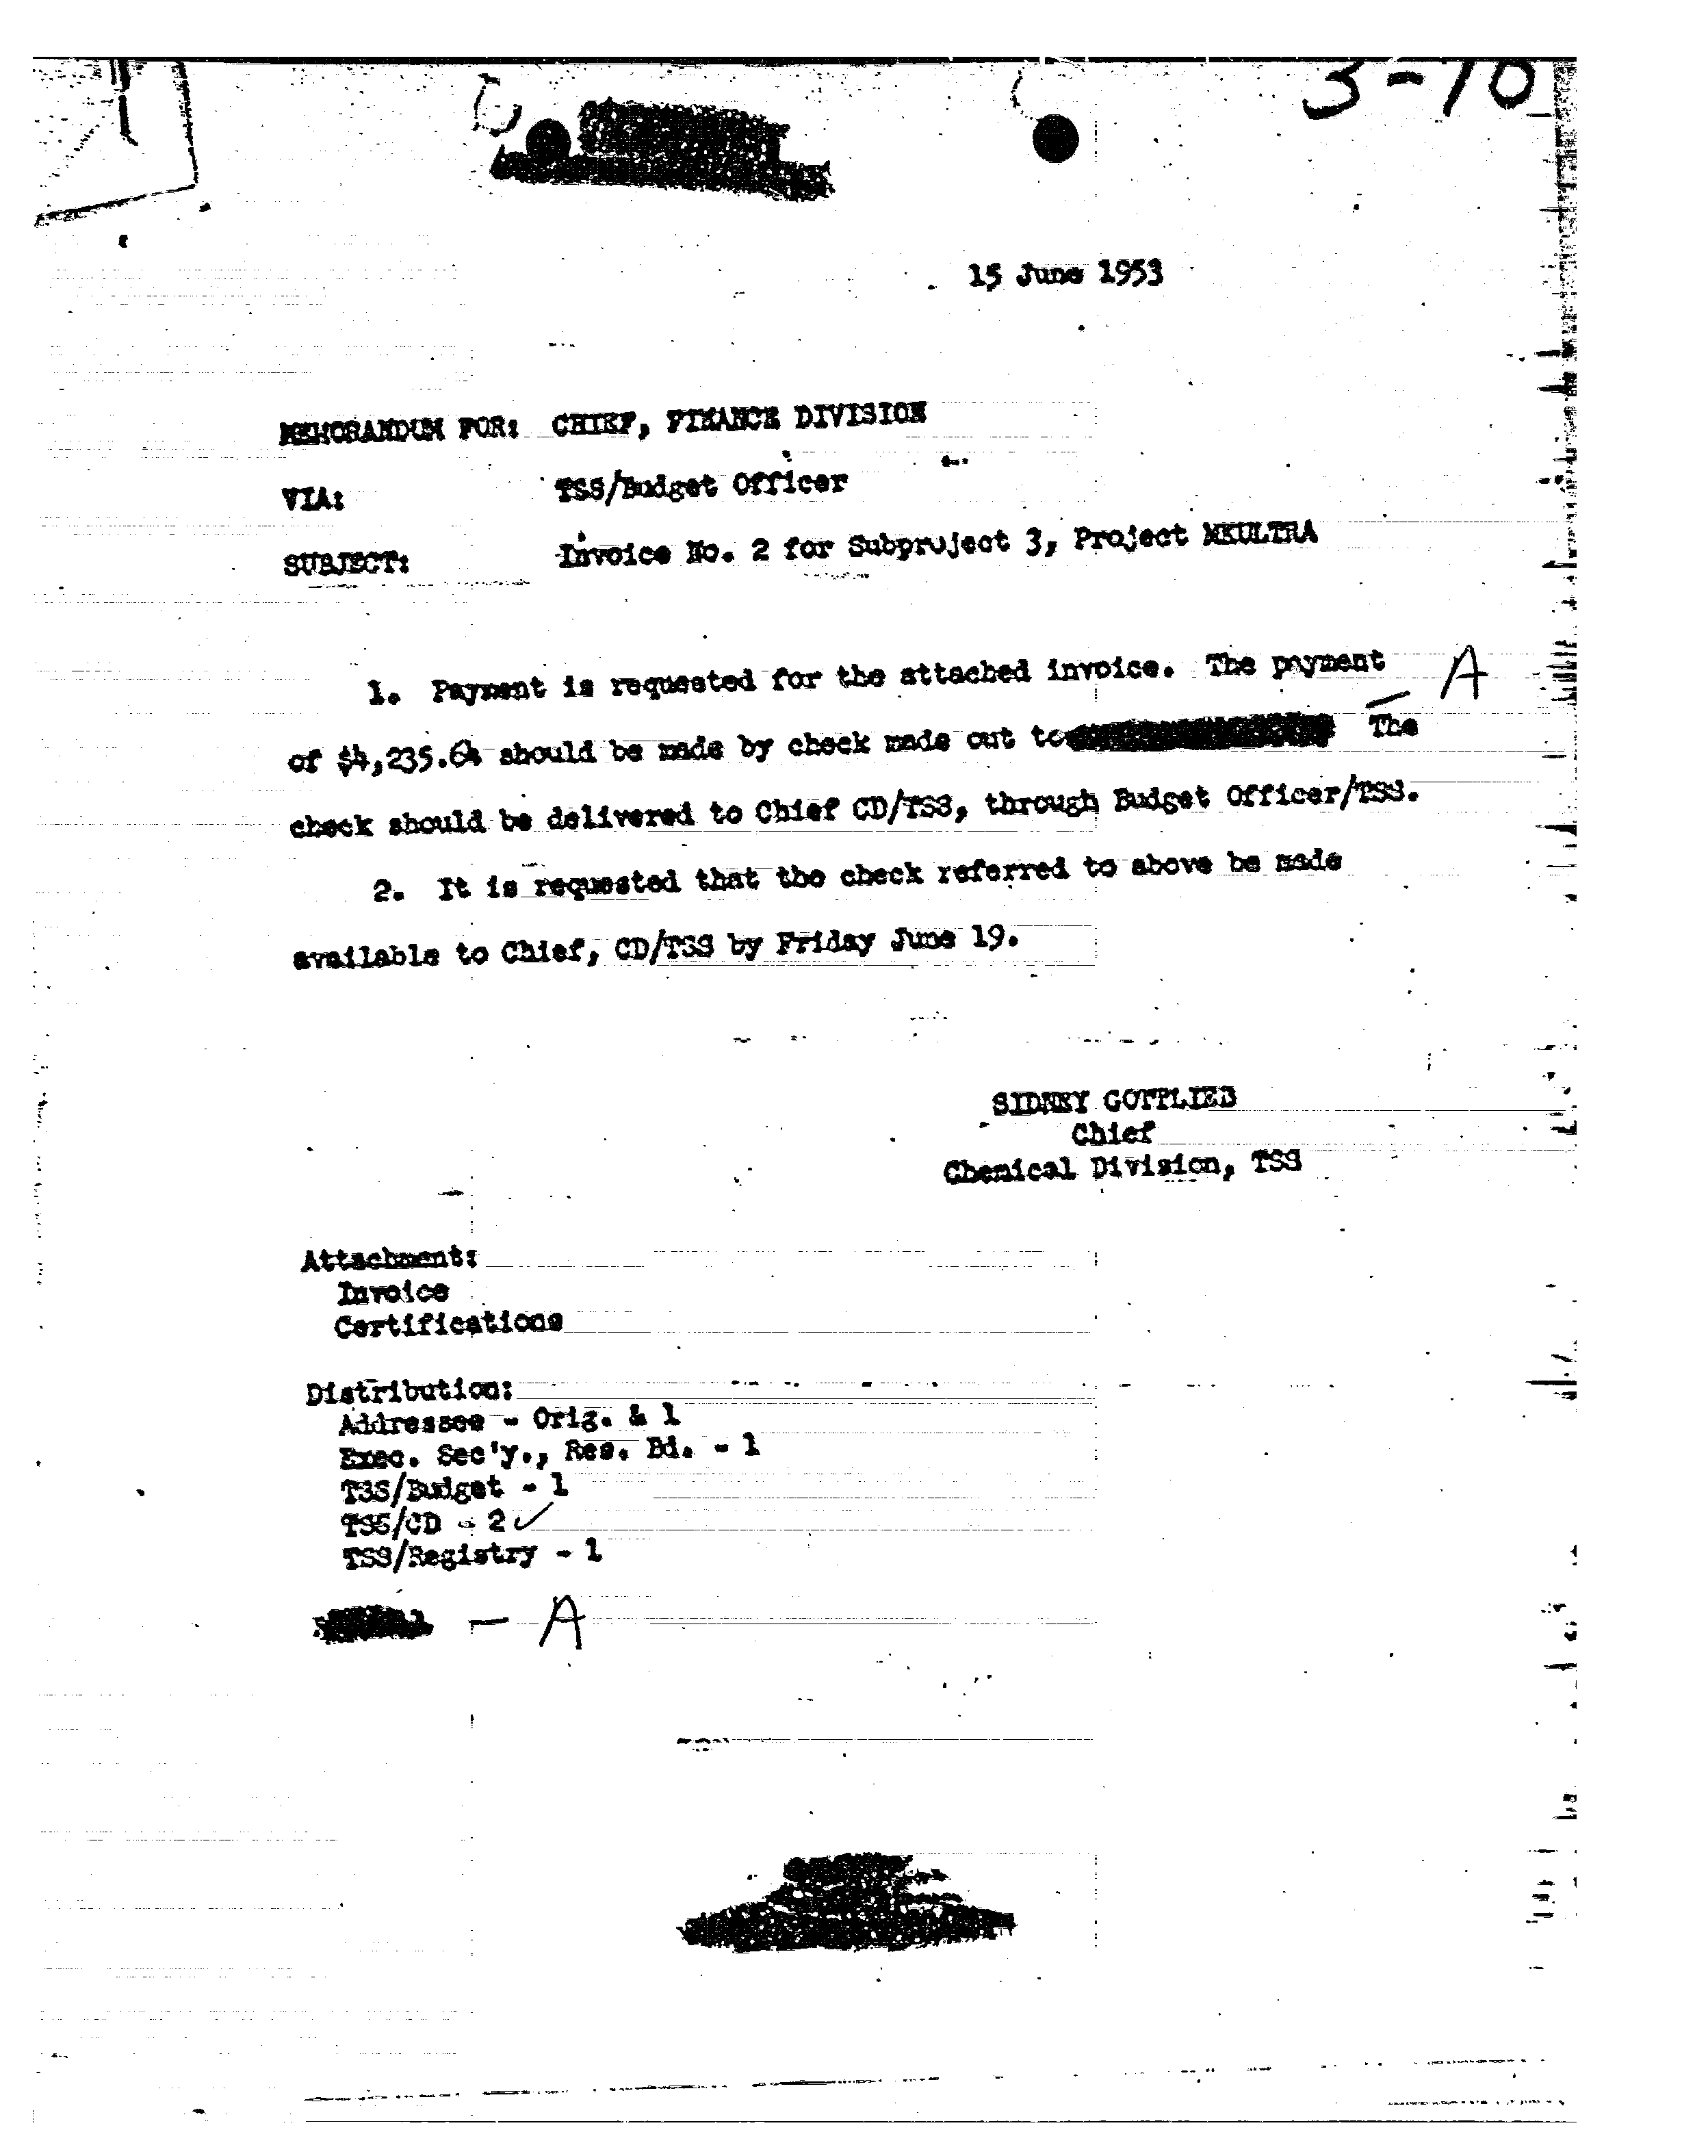 3-10
15 June 1953
MEMORANDUM FOR: CHIEF, FINANCE DIVISION
VIA: TSS/Budget Officer
SUBJECT: Invoice No. 2 for Subproject 3, Project MKULTRA
1. Payment is requested for the attached invoice. The payment
A
of $4,235.64 should be made by check made out to The
check should be delivered to Chief CD/TSS, through Budget Officer/TSS.
2. It is requested that the check referred to above be made
available to Chief, CD/TSS by Friday June 19.
SIDNEY GOTTLIEB
Chief
Chemical Division, TSS
Attachment:
Invoice
Certifications
Distribution:
Addressee - Orig. & 1
Exec. Sec'y., Res. Bd. - 1
TSS/Budget - 1
TSS/CD - 2 ✓
TSS/Registry - 1
— A